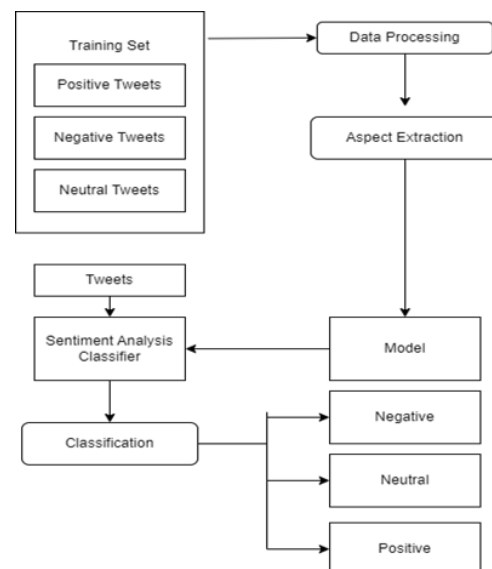 Training Set
Positive Tweets
Negative Tweets
Neutral Tweets
Data Processing
Aspect Extraction
Tweets
Sentiment Analysis
Classifier
Model
Classification
Negative
Neutral
Positive